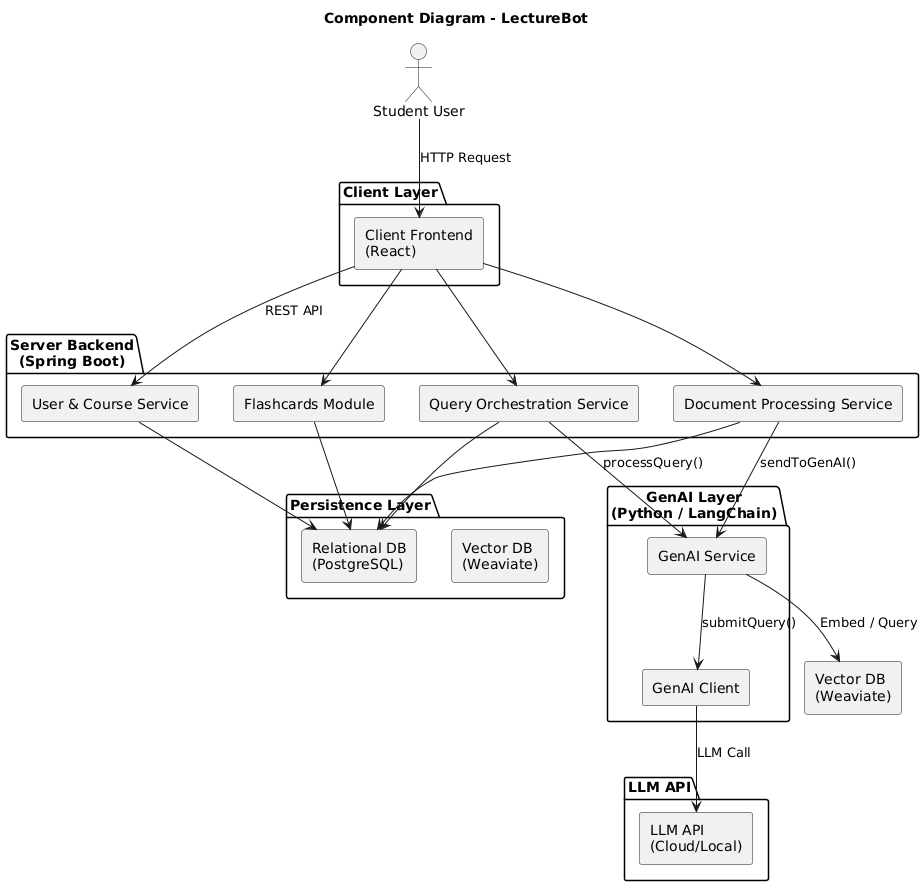 Component Diagram - LectureBot
Student User
HTTP Request
Client Layer
Client Frontend
(React)
REST API
Server Backend
(Spring Boot)
User & Course Service
Flashcards Module
Query Orchestration Service
Document Processing Service
processQuery()
sendToGenAI()
Persistence Layer
Relational DB
(PostgreSQL)
Vector DB
(Weaviate)
GenAI Layer
(Python / LangChain)
GenAI Service
submitQuery()
Embed / Query
GenAI Client
Vector DB
(Weaviate)
LLM Call
LLM API
LLM API
(Cloud/Local)